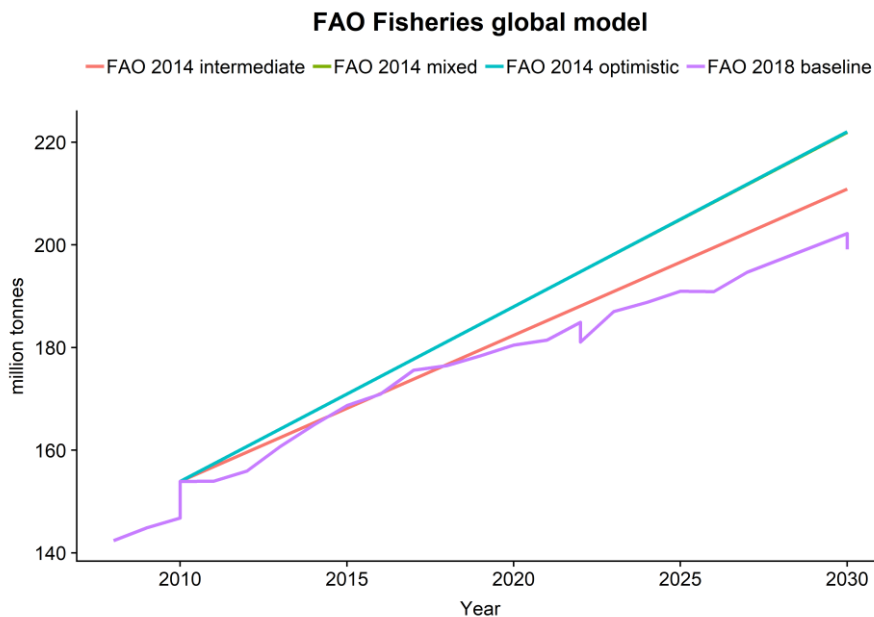 FAO Fisheries global model
FAO 2014 intermediate FAO 2014 mixed FAO 2014 optimistic FAO 2018 baseline
220
200
180
160
140
million tonnes
2010 2015 2020 2025 2030
Year